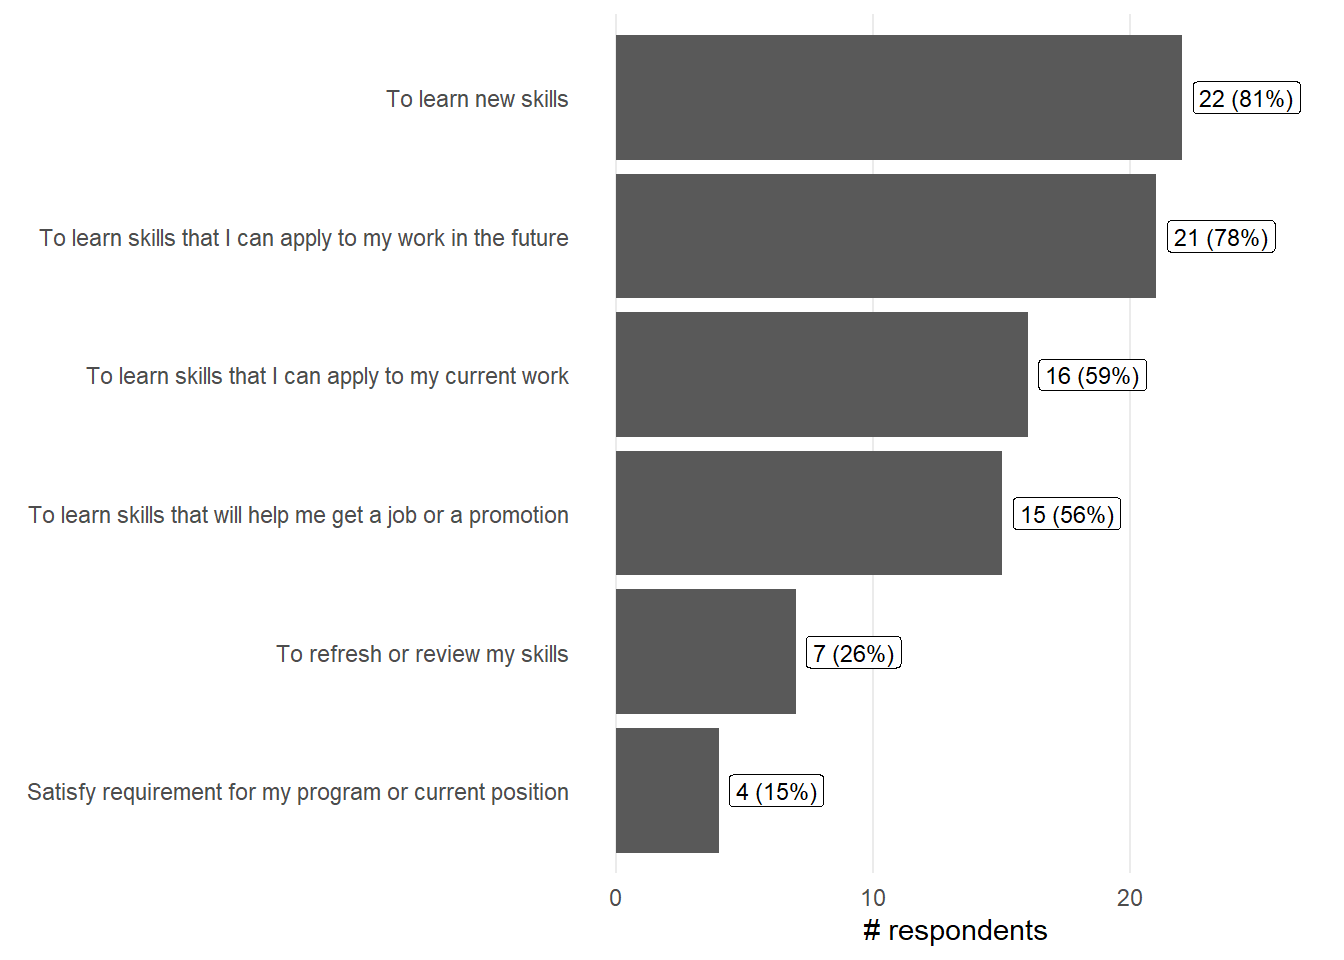 To learn new skills
22 (81%)
To learn skills that I can apply to my work in the future
21 (78%)
To learn skills that I can apply to my current work
16 (59%)
To learn skills that will help me get a job or a promotion
15 (56%)
To refresh or review my skills
7 (26%)
Satisfy requirement for my program or current position
4 (15%)
0 10 20
# respondents